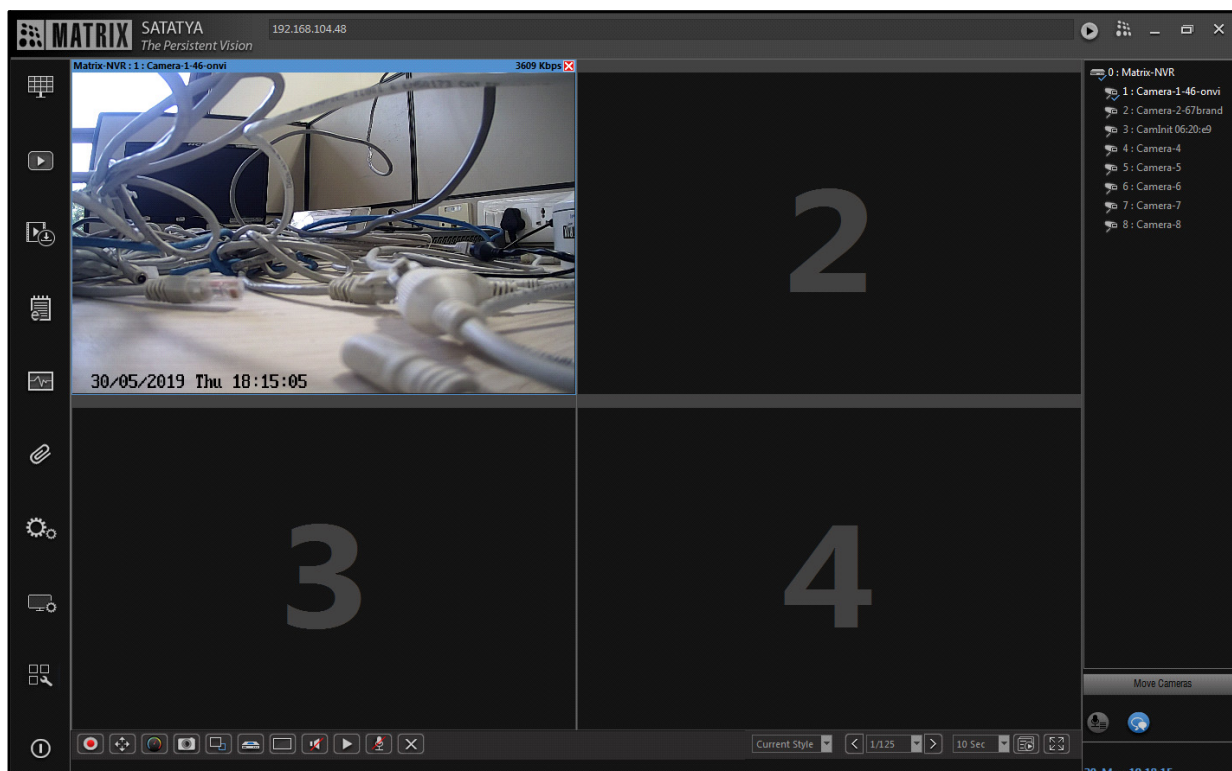 MATRIX
SATATYA
The Persistent Vision
192.168.104.48
Matrix-NVR : 1 : Camera-1-46-onvi
3609 Kbps
30/05/2019 Thu 18:15:05
2
3
4
0 : Matrix-NVR
1 : Camera-1-46-onvi
2 : Camera-2-67brand
3 : CamInit 06:20:e9
4 : Camera-4
5 : Camera-5
6 : Camera-6
7 : Camera-7
8 : Camera-8
Move Cameras
Current Style
1/125
10 Sec